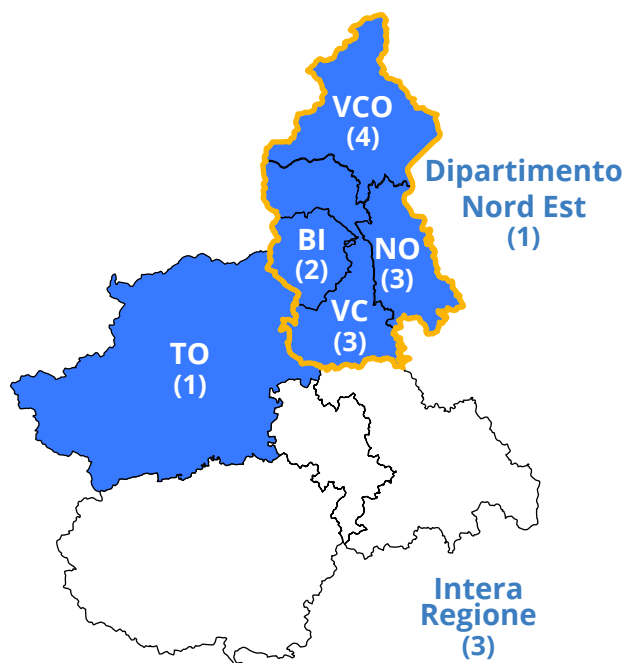 VCO
(4)
Dipartimento
Nord Est
(1)
BI
(2)
NO
(3)
VC
(3)
TO
(1)
Intera
Regione
(3)